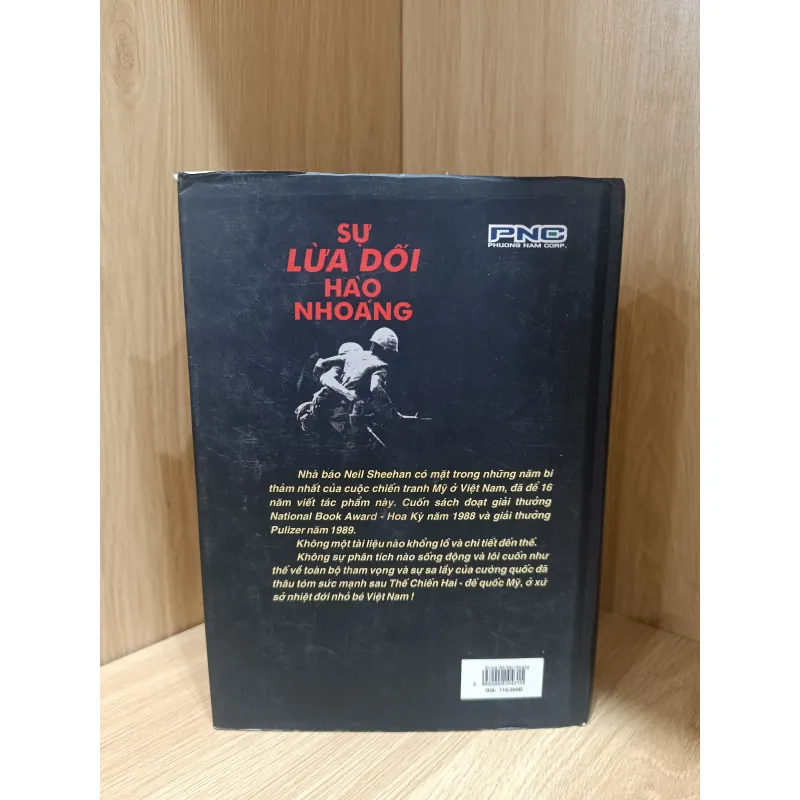 SỰ
LỪA DỐI
HÀO
NHOÁNG
PNC
PHUONG NAM CORP.
Nhà báo Neil Sheehan có mặt trong những năm bi
thảm nhất của cuộc chiến tranh Mỹ ở Việt Nam, đã để 16
năm viết tác phẩm này. Cuốn sách đoạt giải thưởng
National Book Award - Hoa Kỳ năm 1988 và giải thưởng
Pulizer năm 1989.
Không một tài liệu nào khổng lồ và chi tiết đến thế.
Không sự phân tích nào sống động và lôi cuốn như
thế về toàn bộ tham vọng và sự sa lầy của cường quốc đã
thâu tóm sức mạnh sau Thế Chiến Hai - đế quốc Mỹ, ở xứ
sở nhiệt đới nhỏ bé Việt Nam !